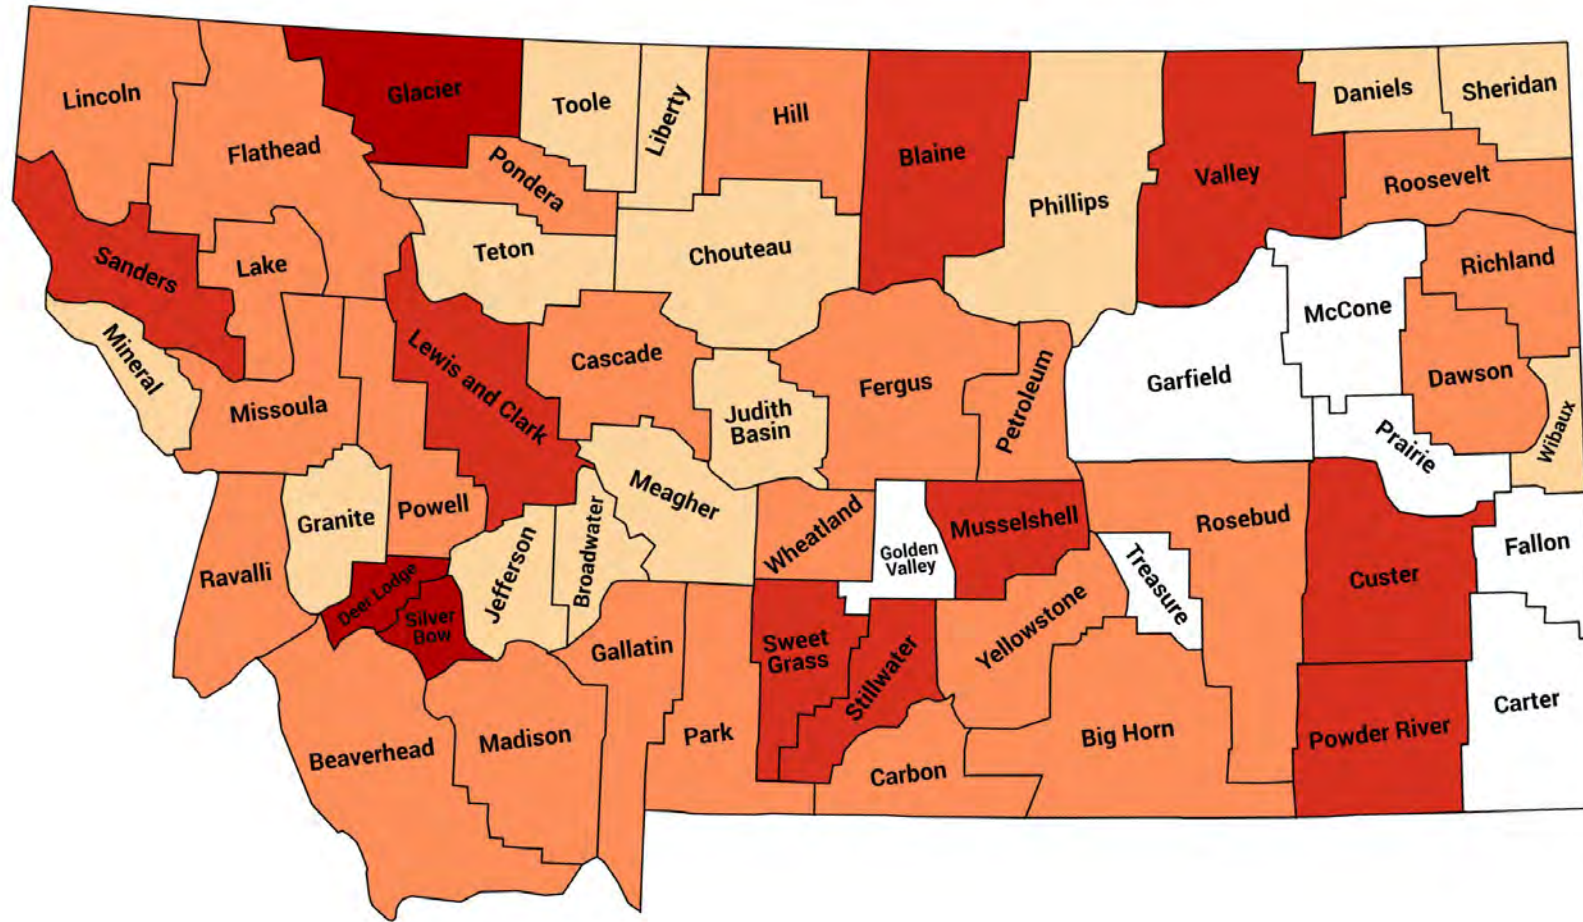 Lincoln
Flathead
Glacier
Toole
Liberty
Hill
Blaine
Phillips
Valley
Daniels
Sheridan
Roosevelt
Pondera
Teton
Chouteau
Sanders
Lake
Richland
McCone
Garfield
Dawson
Wibaux
Prairie
Mineral
Missoula
Lewis and Clark
Cascade
Judith
Basin
Fergus
Petroleum
Granite
Powell
Meagher
Broadwater
Jefferson
Wheatland
Golden
Valley
Musselshell
Rosebud
Treasure
Custer
Fallon
Ravalli
Deer Lodge
Silver
Bow
Gallatin
Sweet
Grass
Stillwater
Yellowstone
Beaverhead
Madison
Park
Carbon
Big Horn
Powder River
Carter